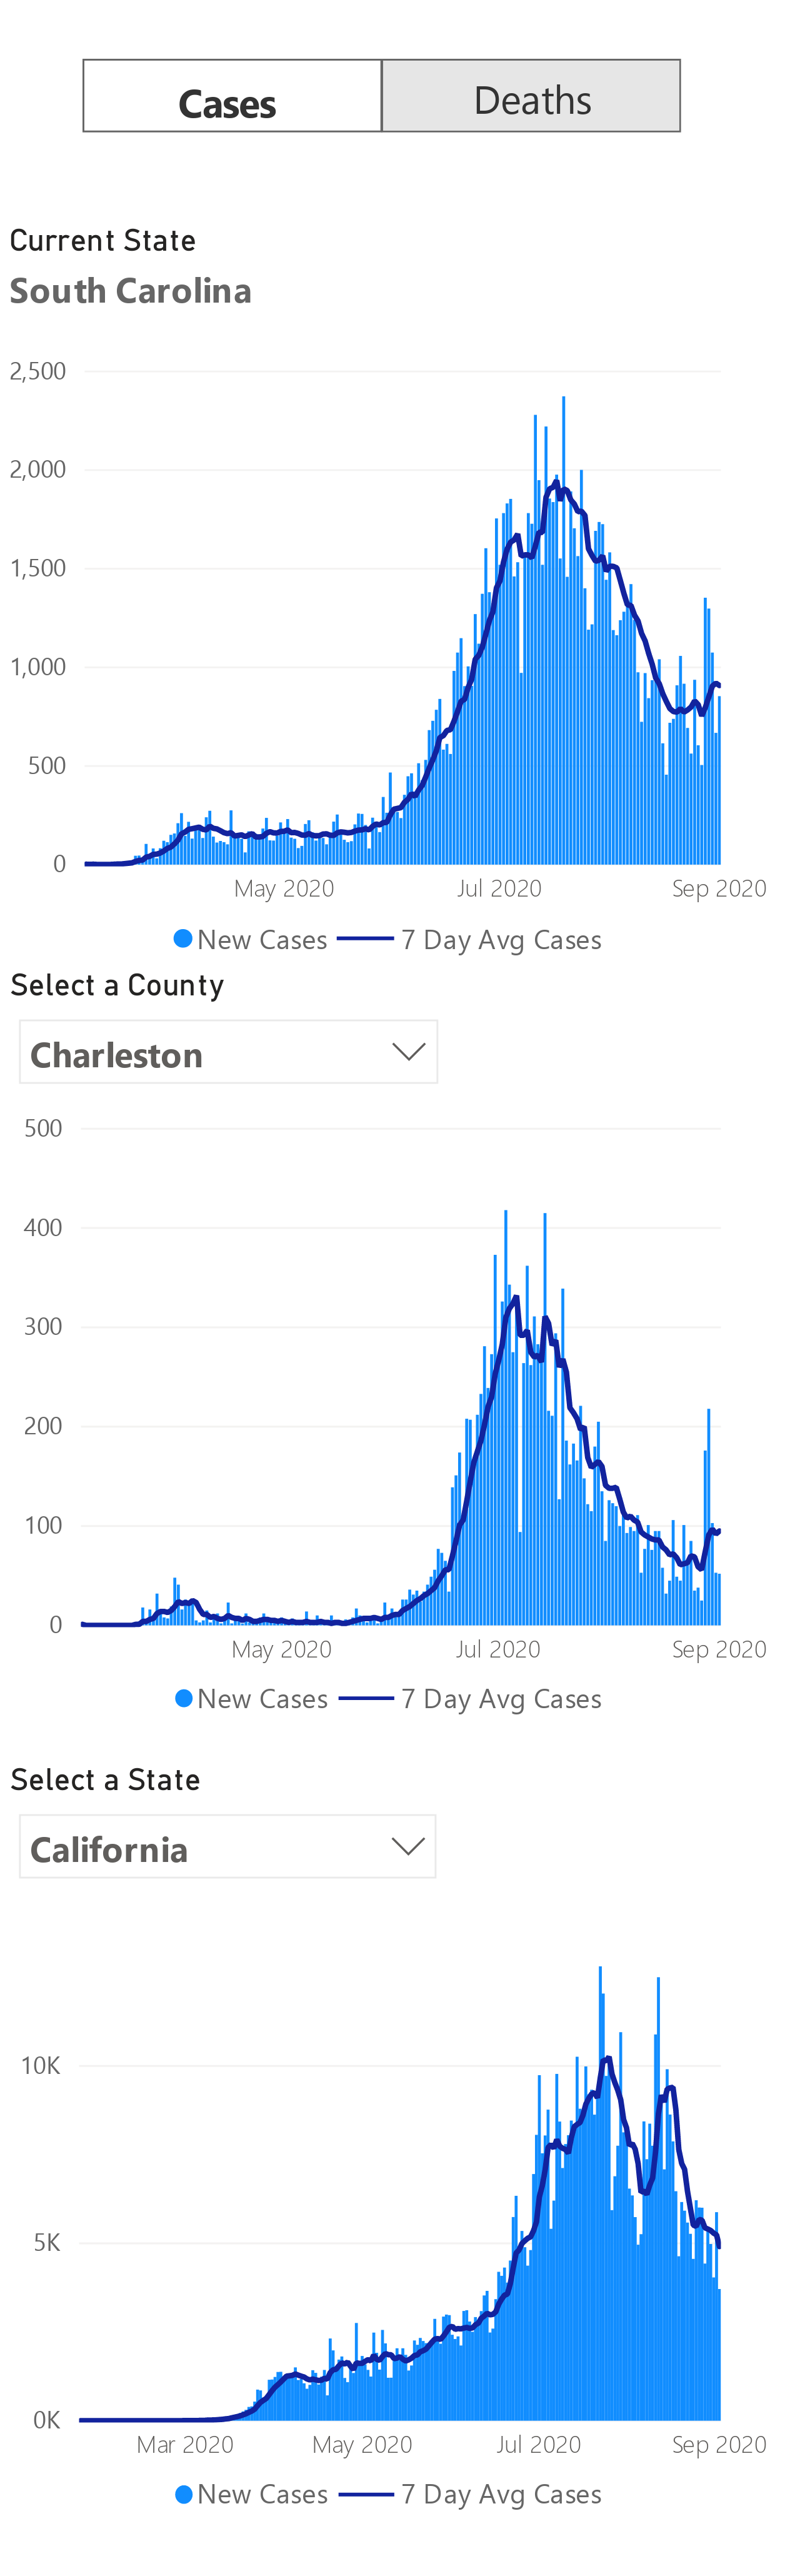 Cases Deaths
Current State
South Carolina
2,500
2,000
1,500
1,000
500
0
May 2020 Jul 2020 Sep 2020
New Cases 7 Day Avg Cases
Select a County
Charleston
500
400
300
200
100
0
May 2020 Jul 2020 Sep 2020
New Cases 7 Day Avg Cases
Select a State
California
10K
5K
0K
Mar 2020 May 2020 Jul 2020 Sep 2020
New Cases 7 Day Avg Cases